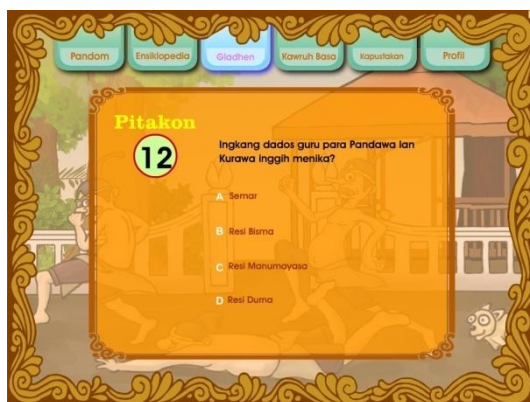 Pandom
Ensiklopedia
Gladhen
Kawruh Basa
Kapustakan
Profil
Pitakon
12
Ingkang dados guru para Pandawa lan
Kurawa inggih menika?
A Semar
B Resi Bisma
C Resi Manumayasa
D Resi Durna